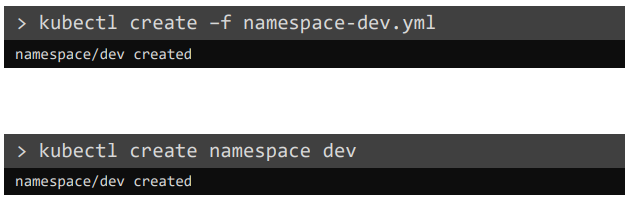 > kubectl create –f namespace-dev.yml
namespace/dev created
> kubectl create namespace dev
namespace/dev created